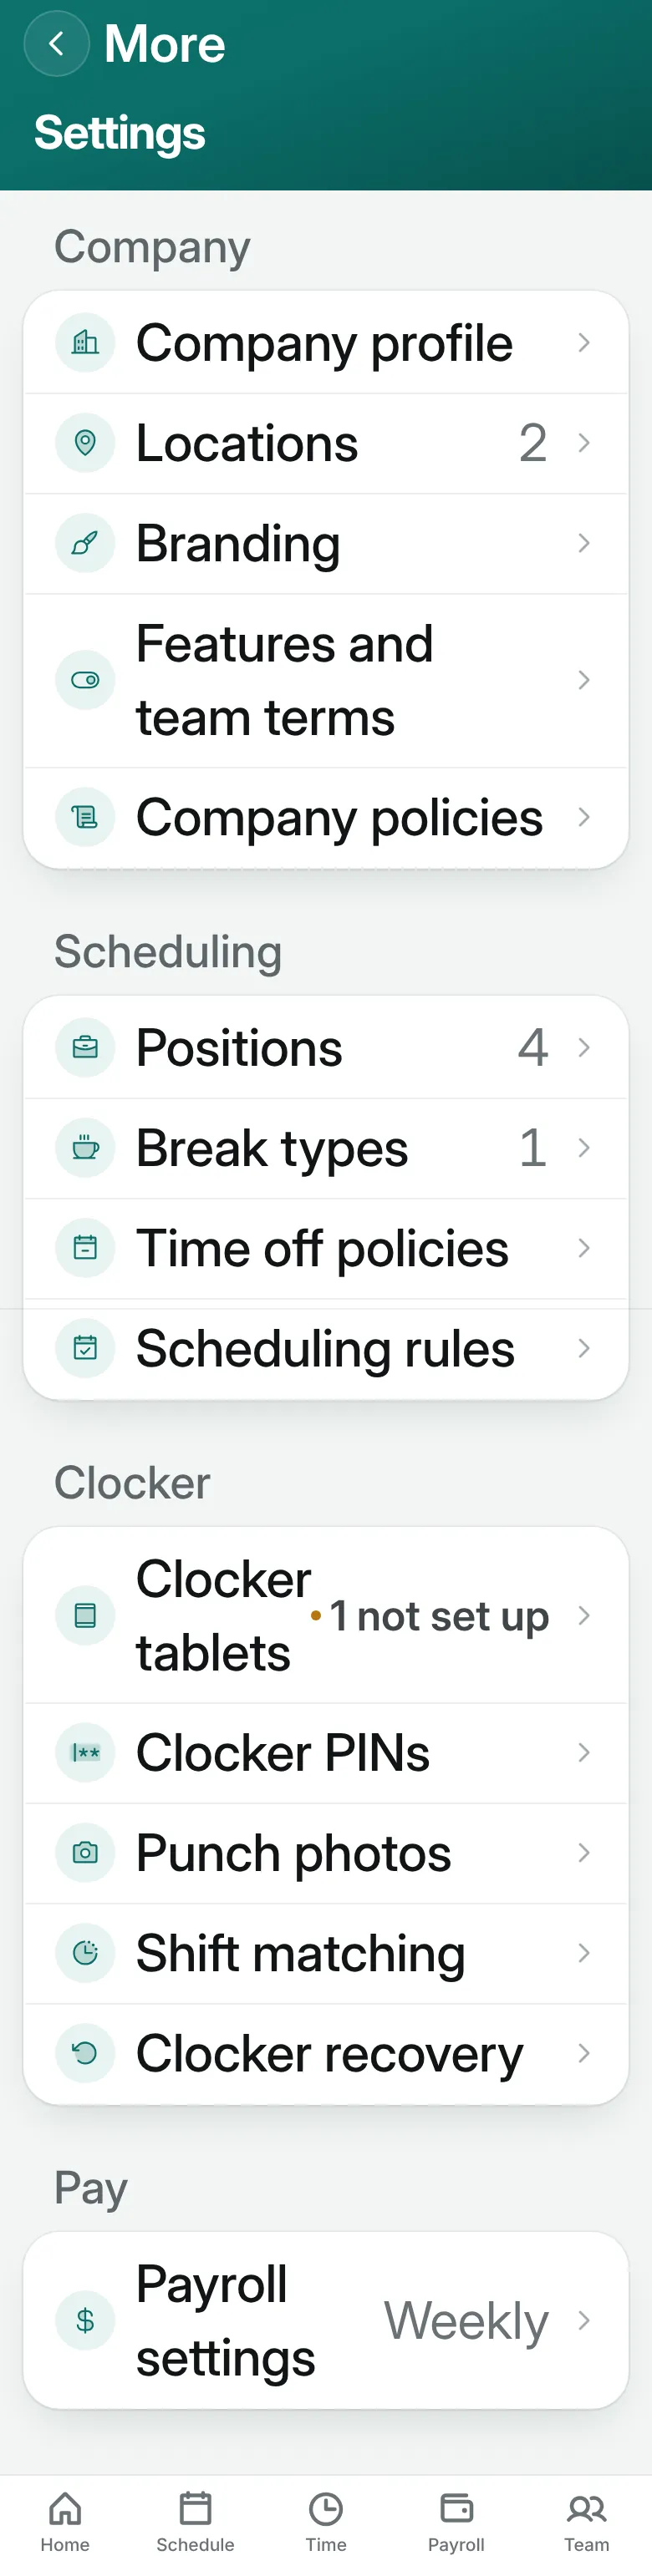 More
Settings
Company
Company profile
Locations 2
Branding
Features and
team terms
Company policies
Scheduling
Positions 4
Break types 1
Time off policies
Scheduling rules
Clocker
Clocker
tablets
1 not set up
Clocker PINs
Punch photos
Shift matching
Clocker recovery
Pay
Payroll
settings
Weekly
Home Schedule Time Payroll Team